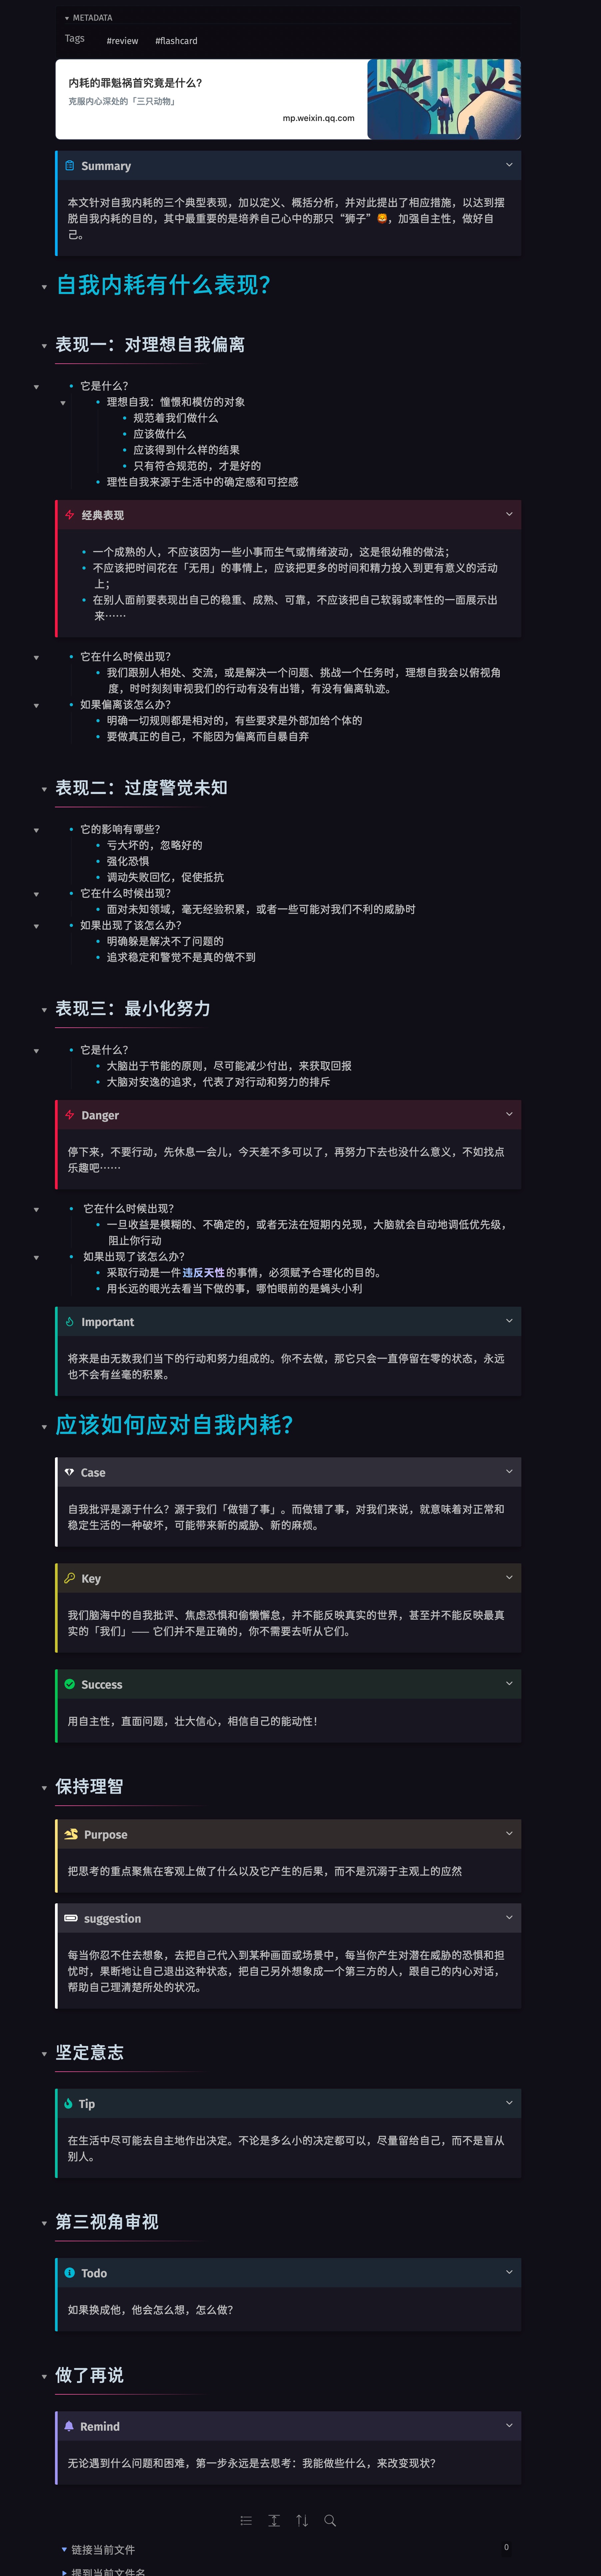 METADATA
Tags #review #flashcard
内耗的罪魁祸首究竟是什么?
克服内心深处的「三只动物」
mp.weixin.qq.com
Summary
本文针对自我内耗的三个典型表现，加以定义、概括分析，并对此提出了相应措施，以达到摆
脱自我内耗的目的，其中最重要的是培养自己心中的那只“狮子”🦁，加强自主性，做好自
己。
自我内耗有什么表现？
表现一：对理想自我偏离
它是什么？
理想自我：憧憬和模仿的对象
规范着我们做什么
应该做什么
应该得到什么样的结果
只有符合规范的，才是好的
理性自我来源于生活中的确定感和可控感
经典表现
一个成熟的人，不应该因为一些小事而生气或情绪波动，这是很幼稚的做法；
不应该把时间花在「无用」的事情上，应该把更多的时间和精力投入到更有意义的活动
上；
在别人面前要表现出自己的稳重、成熟、可靠，不应该把自己软弱或率性的一面展示出
来……
它在什么时候出现？
我们跟别人相处、交流，或是解决一个问题、挑战一个任务时，理想自我会以俯视角
度，时时刻刻审视我们的行动有没有出错，有没有偏离轨迹。
如果偏离该怎么办？
明确一切规则都是相对的，有些要求是外部加给个体的
要做真正的自己，不能因为偏离而自暴自弃
表现二：过度警觉未知
它的影响有哪些？
亏大坏的，忽略好的
强化恐惧
调动失败回忆，促使抵抗
它在什么时候出现？
面对未知领域，毫无经验积累，或者一些可能对我们不利的威胁时
如果出现了该怎么办？
明确躲是解决不了问题的
追求稳定和警觉不是真的做不到
表现三：最小化努力
它是什么？
大脑出于节能的原则，尽可能减少付出，来获取回报
大脑对安逸的追求，代表了对行动和努力的排斥
Danger
停下来，不要行动，先休息一会儿，今天差不多可以了，再努力下去也没什么意义，不如找点
乐趣吧……
它在什么时候出现？
一旦收益是模糊的、不确定的，或者无法在短期内兑现，大脑就会自动地调低优先级，
阻止你行动
如果出现了该怎么办？
采取行动是一件违反天性的事情，必须赋予合理化的目的。
用长远的眼光去看当下做的事，哪怕眼前的是蝇头小利
Important
将来是由无数我们当下的行动和努力组成的。你不去做，那它只会一直停留在零的状态，永远
也不会有丝毫的积累。
应该如何应对自我内耗？
Case
自我批评是源于什么？源于我们「做错了事」。而做错了事，对我们来说，就意味着对正常和
稳定生活的一种破坏，可能带来新的威胁、新的麻烦。
Key
我们脑海中的自我批评、焦虑恐惧和偷懒懈怠，并不能反映真实的世界，甚至并不能反映最真
实的「我们」—— 它们并不是正确的，你不需要去听从它们。
Success
用自主性，直面问题，壮大信心，相信自己的能动性！
保持理智
Purpose
把思考的重点聚焦在客观上做了什么以及它产生的后果，而不是沉溺于主观上的应然
suggestion
每当你忍不住去想象，去把自己代入到某种画面或场景中，每当你产生对潜在威胁的恐惧和担
忧时，果断地让自己退出这种状态，把自己另外想象成一个第三方的人，跟自己的内心对话，
帮助自己理清楚所处的状况。
坚定意志
Tip
在生活中尽可能去自主地作出决定。不论是多么小的决定都可以，尽量留给自己，而不是盲从
别人。
第三视角审视
Todo
如果换成他，他会怎么想，怎么做？
做了再说
Remind
无论遇到什么问题和困难，第一步永远是去思考：我能做些什么，来改变现状？
链接当前文件 0
提到当前文件名